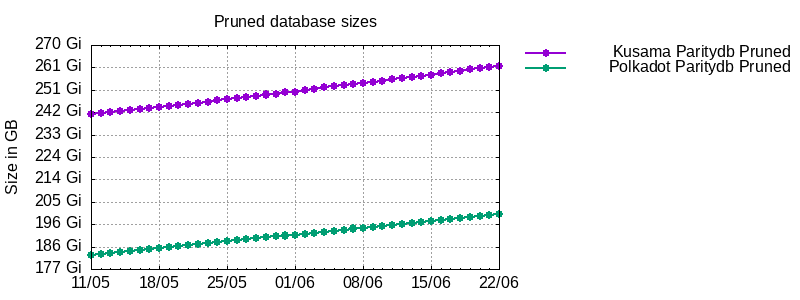 Pruned database sizes
Kusama Paritydb Pruned
Polkadot Paritydb Pruned
Size in GB
270 Gi
261 Gi
251 Gi
242 Gi
233 Gi
224 Gi
214 Gi
205 Gi
196 Gi
186 Gi
177 Gi
11/05 18/05 25/05 01/06 08/06 15/06 22/06